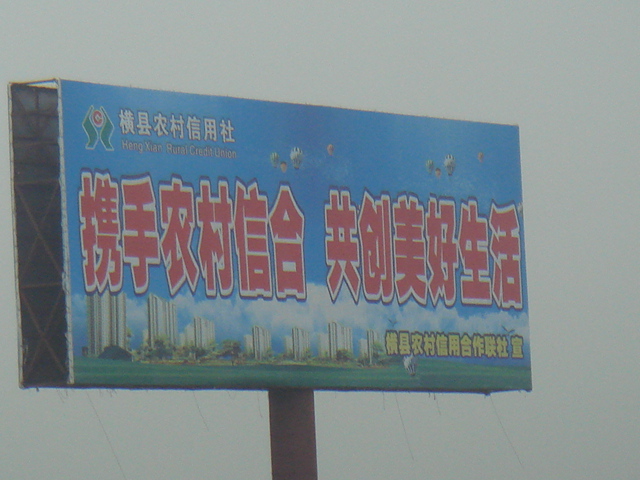 横县农村信用社
Heng Xian Rural Credit Union
携手农村信合 共创美好生活
横县农村信用合作联社 宣